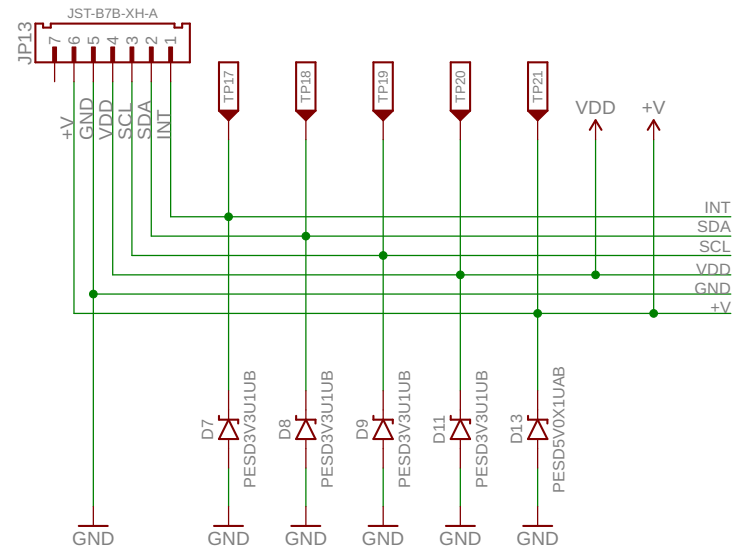 JST-B7B-XH-A
JP13
7
6
5
4
3
2
1
+V
GND
VDD
SCL
SDA
INT
TP17
TP18
TP19
TP20
TP21
VDD
+V
INT
SDA
SCL
VDD
GND
+V
D7
PESD3V3U1UB
D8
PESD3V3U1UB
D9
PESD3V3U1UB
D11
PESD3V3U1UB
D13
PESD5V0X1UAB
GND
GND
GND
GND
GND
GND